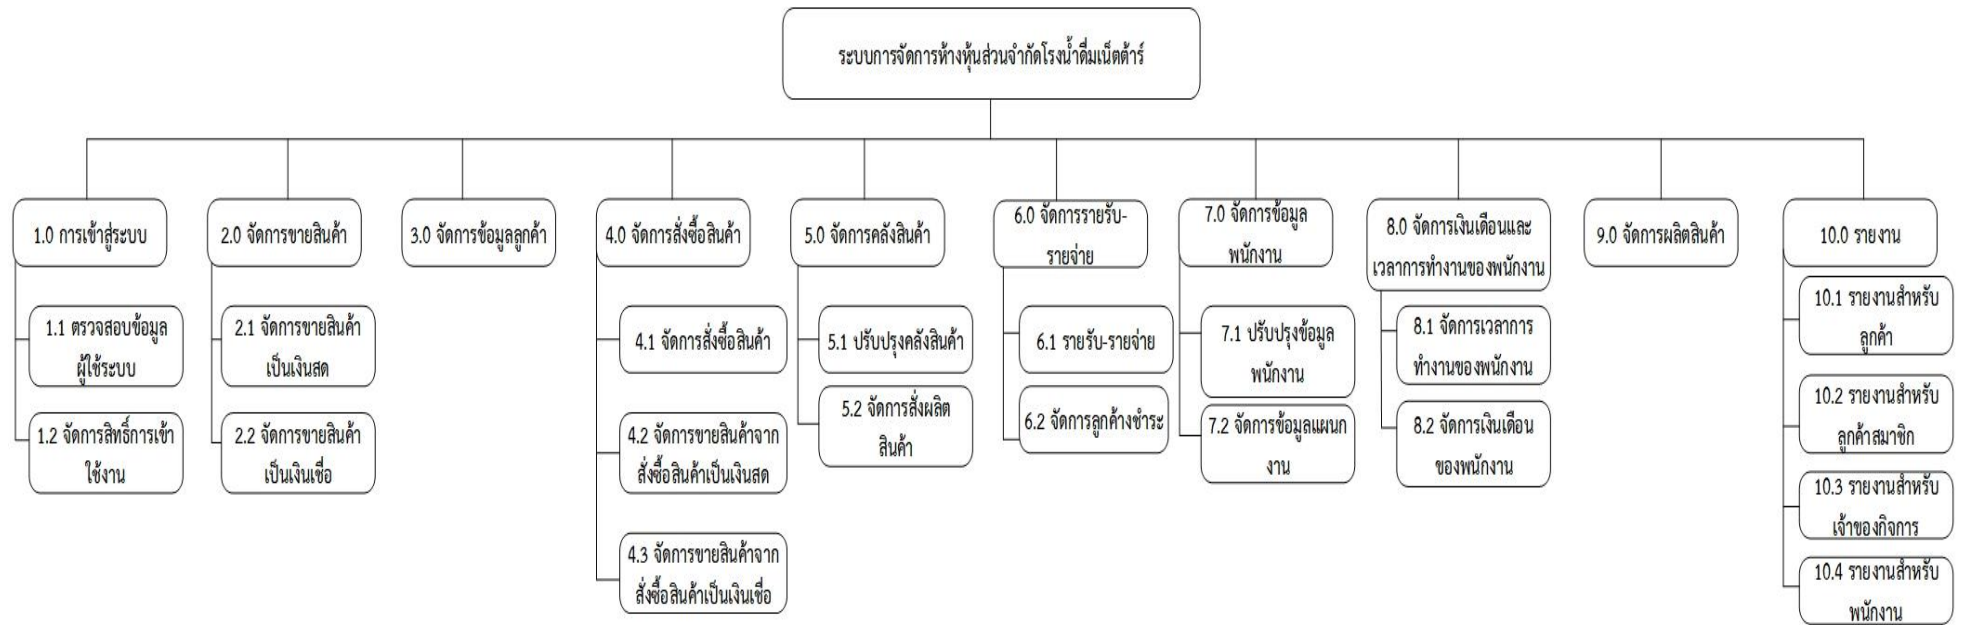 ระบบการจัดการห้างหุ้นส่วนจำกัดโรงน้ำดื่มเน็ตต้าร์
1.0 การเข้าสู่ระบบ
1.1 ตรวจสอบข้อมูล
ผู้ใช้ระบบ
1.2 จัดการสิทธิ์การเข้า
ใช้งาน
2.0 จัดการขายสินค้า
2.1 จัดการขายสินค้า
เป็นเงินสด
2.2 จัดการขายสินค้า
เป็นเงินเชื่อ
3.0 จัดการข้อมูลลูกค้า
4.0 จัดการสั่งซื้อสินค้า
4.1 จัดการสั่งซื้อสินค้า
4.2 จัดการขายสินค้าจาก
สั่งซื้อสินค้าเป็นเงินสด
4.3 จัดการขายสินค้าจาก
สั่งซื้อสินค้าเป็นเงินเชื่อ
5.0 จัดการคลังสินค้า
5.1 ปรับปรุงคลังสินค้า
5.2 จัดการสั่งผลิต
สินค้า
6.0 จัดการรายรับ-
รายจ่าย
6.1 รายรับ-รายจ่าย
6.2 จัดการลูกค้างชำระ
7.0 จัดการข้อมูล
พนักงาน
7.1 ปรับปรุงข้อมูล
พนักงาน
7.2 จัดการข้อมูลแผนก
งาน
8.0 จัดการเงินเดือนและ
เวลาการทำงานของพนักงาน
8.1 จัดการเวลาการ
ทำงานของพนักงาน
8.2 จัดการเงินเดือน
ของพนักงาน
9.0 จัดการผลิตสินค้า
10.0 รายงาน
10.1 รายงานสำหรับ
ลูกค้า
10.2 รายงานสำหรับ
ลูกค้าสมาชิก
10.3 รายงานสำหรับ
เจ้าของกิจการ
10.4 รายงานสำหรับ
พนักงาน